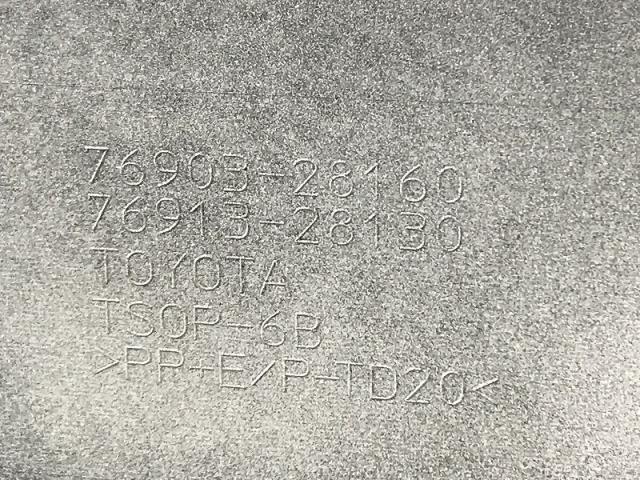 76903-28160
76913-28130
TOYOTA
TSOP-6B
>PP+E/P-TD20<